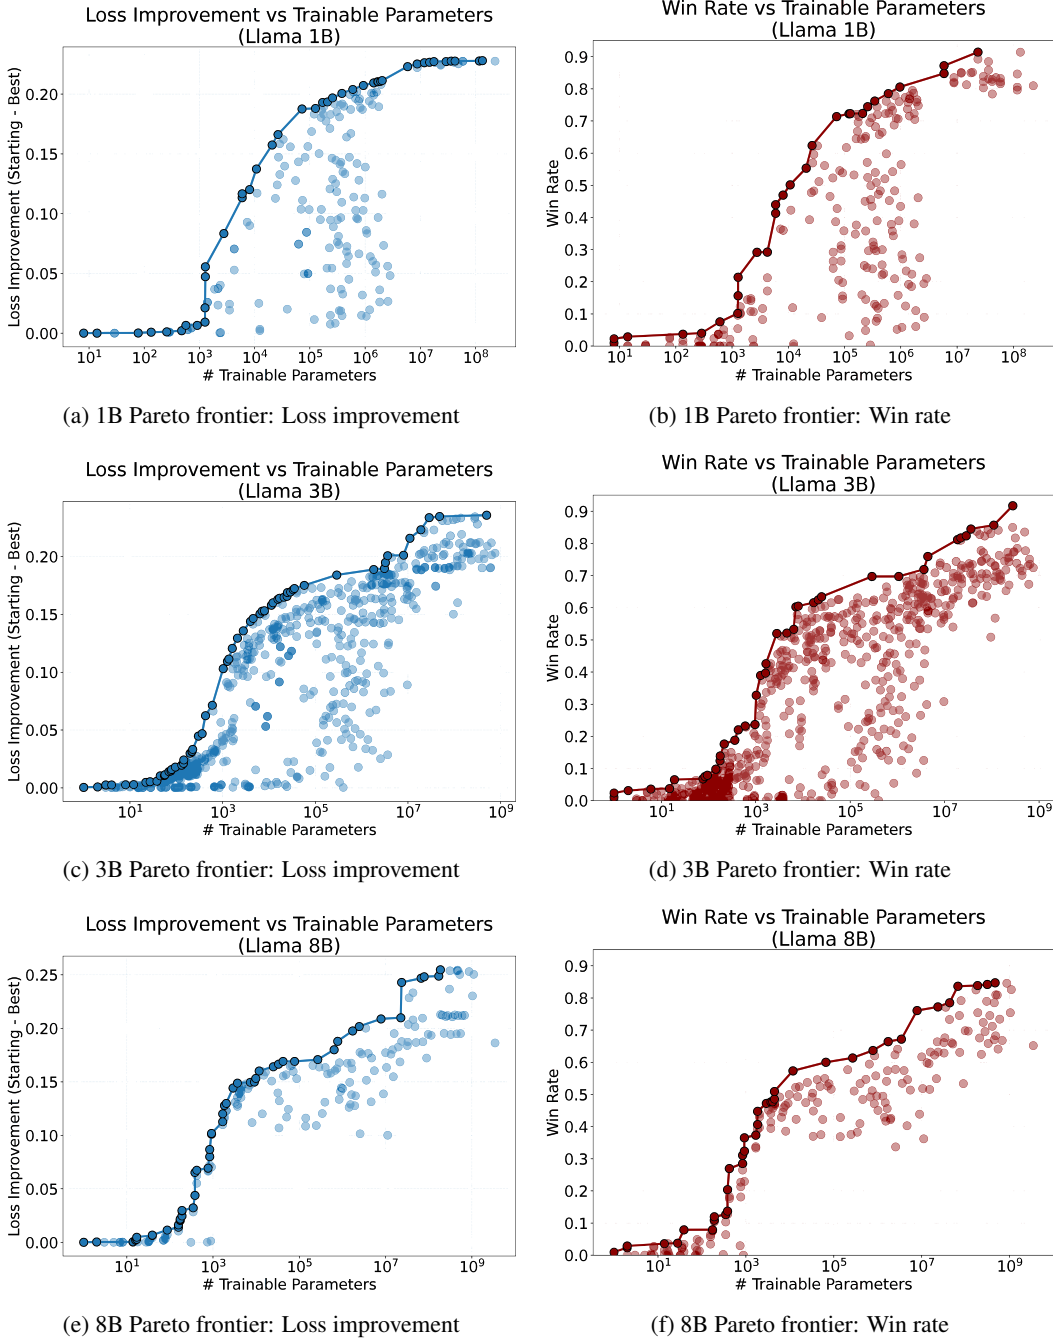 Loss Improvement vs Trainable Parameters
(Llama 1B)
Loss Improvement (Starting - Best)
0.20
0.15
0.10
0.05
0.00
10¹ 10² 10³ 10⁴ 10⁵ 10⁶ 10⁷ 10⁸
# Trainable Parameters
(a) 1B Pareto frontier: Loss improvement
Win Rate vs Trainable Parameters
(Llama 1B)
Win Rate
0.9
0.8
0.7
0.6
0.5
0.4
0.3
0.2
0.1
0.0
10¹ 10² 10³ 10⁴ 10⁵ 10⁶ 10⁷ 10⁸
# Trainable Parameters
(b) 1B Pareto frontier: Win rate
Loss Improvement vs Trainable Parameters
(Llama 3B)
Loss Improvement (Starting - Best)
0.20
0.15
0.10
0.05
0.00
10¹ 10³ 10⁵ 10⁷ 10⁹
# Trainable Parameters
(c) 3B Pareto frontier: Loss improvement
Win Rate vs Trainable Parameters
(Llama 3B)
Win Rate
0.9
0.8
0.7
0.6
0.5
0.4
0.3
0.2
0.1
0.0
10¹ 10³ 10⁵ 10⁷ 10⁹
# Trainable Parameters
(d) 3B Pareto frontier: Win rate
Loss Improvement vs Trainable Parameters
(Llama 8B)
Loss Improvement (Starting - Best)
0.25
0.20
0.15
0.10
0.05
0.00
10¹ 10³ 10⁵ 10⁷ 10⁹
# Trainable Parameters
(e) 8B Pareto frontier: Loss improvement
Win Rate vs Trainable Parameters
(Llama 8B)
Win Rate
0.9
0.8
0.7
0.6
0.5
0.4
0.3
0.2
0.1
0.0
10¹ 10³ 10⁵ 10⁷ 10⁹
# Trainable Parameters
(f) 8B Pareto frontier: Win rate